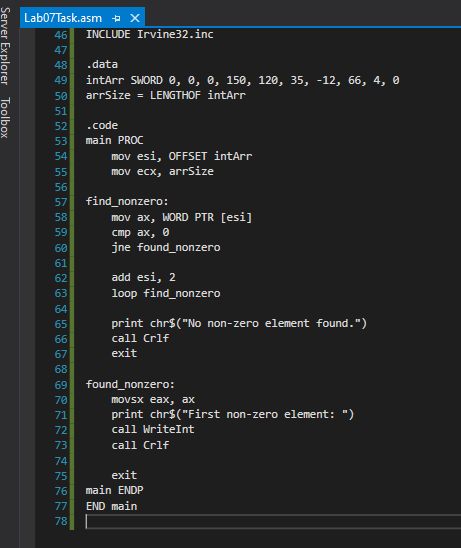 Lab07Task.asm
Server Explorer
Toolbox
46 INCLUDE Irvine32.inc
47
48 .data
49 intArr SWORD 0, 0, 0, 150, 120, 35, -12, 66, 4, 0
50 arrSize = LENGTHOF intArr
51
52 .code
53 main PROC
54     mov esi, OFFSET intArr
55     mov ecx, arrSize
56
57 find_nonzero:
58     mov ax, WORD PTR [esi]
59     cmp ax, 0
60     jne found_nonzero
61
62     add esi, 2
63     loop find_nonzero
64
65     print chr$("No non-zero element found.")
66     call Crlf
67     exit
68
69 found_nonzero:
70     movsx eax, ax
71     print chr$("First non-zero element: ")
72     call WriteInt
73     call Crlf
74
75     exit
76 main ENDP
77 END main
78